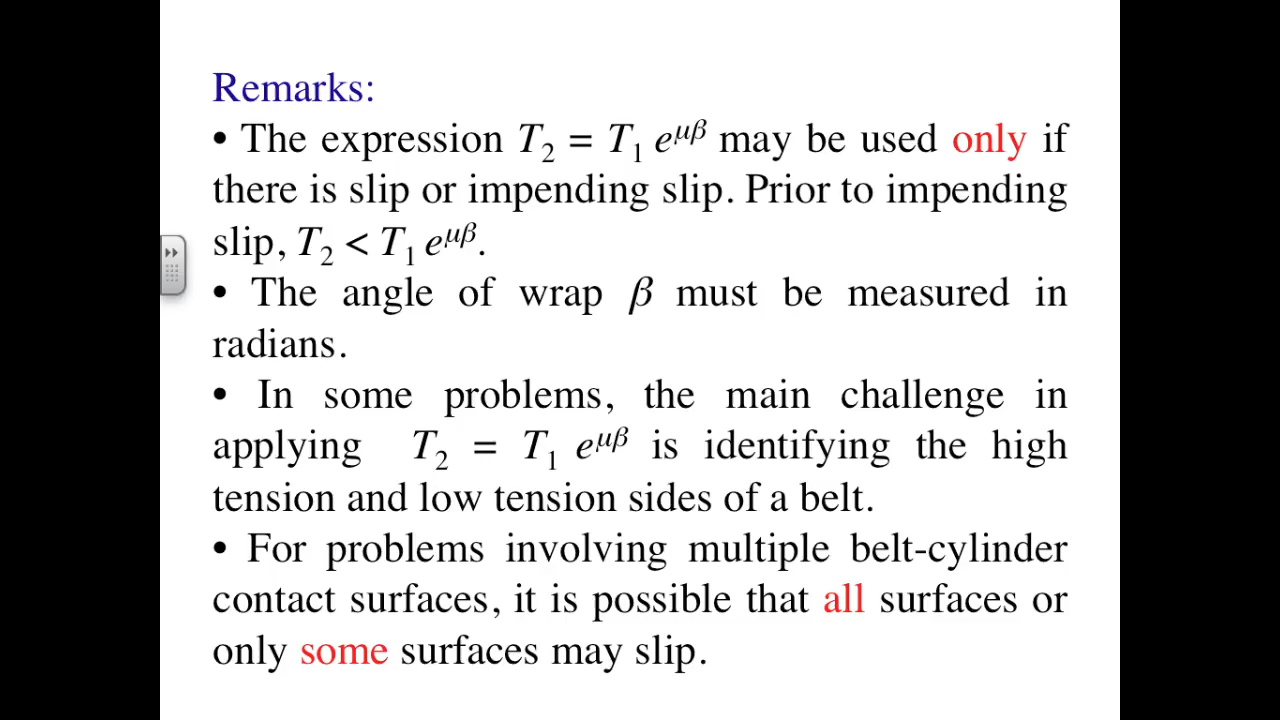 Remarks:
• The expression T₂ = T₁ e^μβ may be used only if
there is slip or impending slip. Prior to impending
slip, T₂ < T₁ e^μβ.
• The angle of wrap β must be measured in
radians.
• In some problems, the main challenge in
applying T₂ = T₁ e^μβ is identifying the high
tension and low tension sides of a belt.
• For problems involving multiple belt-cylinder
contact surfaces, it is possible that all surfaces or
only some surfaces may slip.